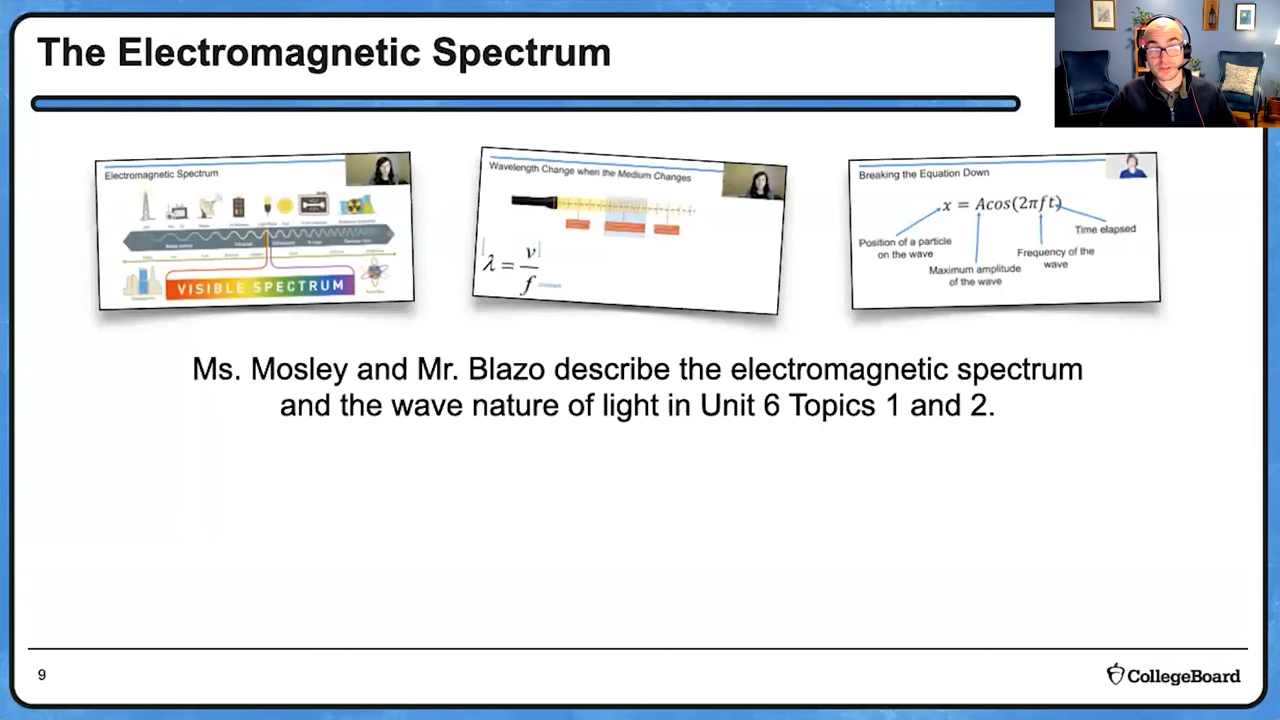 The Electromagnetic Spectrum
Electromagnetic Spectrum
VISIBLE SPECTRUM
Wavelength Change when the Medium Changes
λ = v/f
Breaking the Equation Down
x = Acos(2πft)
Time elapsed
Position of a particle
on the wave
Frequency of the
wave
Maximum amplitude
of the wave
Ms. Mosley and Mr. Blazo describe the electromagnetic spectrum
and the wave nature of light in Unit 6 Topics 1 and 2.
9
CollegeBoard